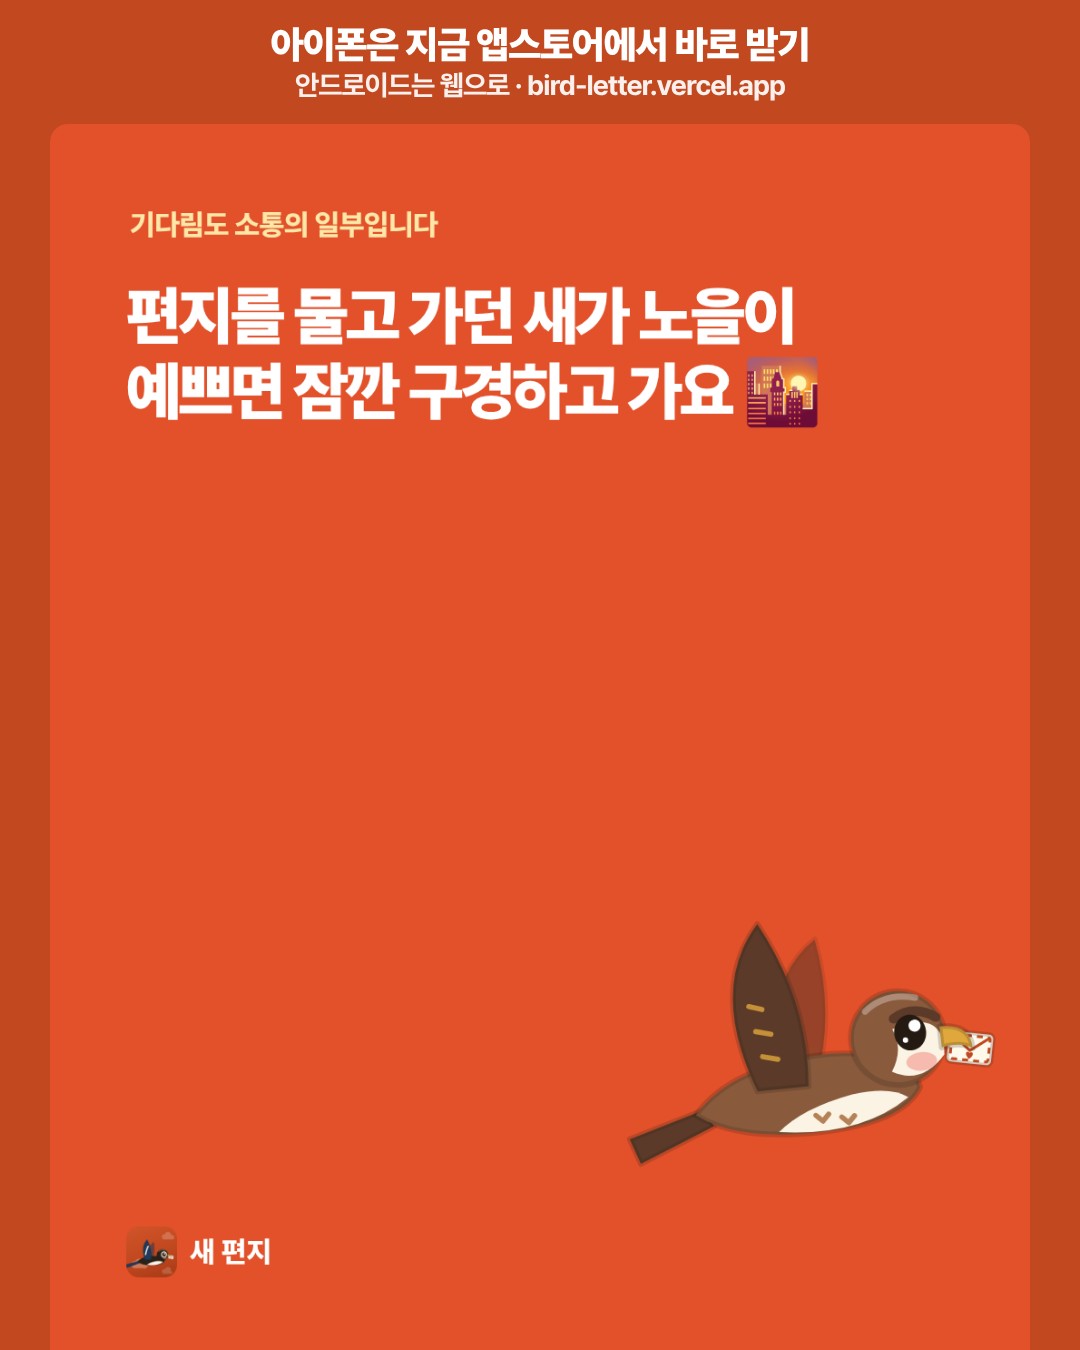 아이폰은 지금 앱스토어에서 바로 받기
안드로이드는 웹으로 · bird-letter.vercel.app
기다림도 소통의 일부입니다
편지를 물고 가던 새가 노을이
예쁘면 잠깐 구경하고 가요 🌇
새 편지